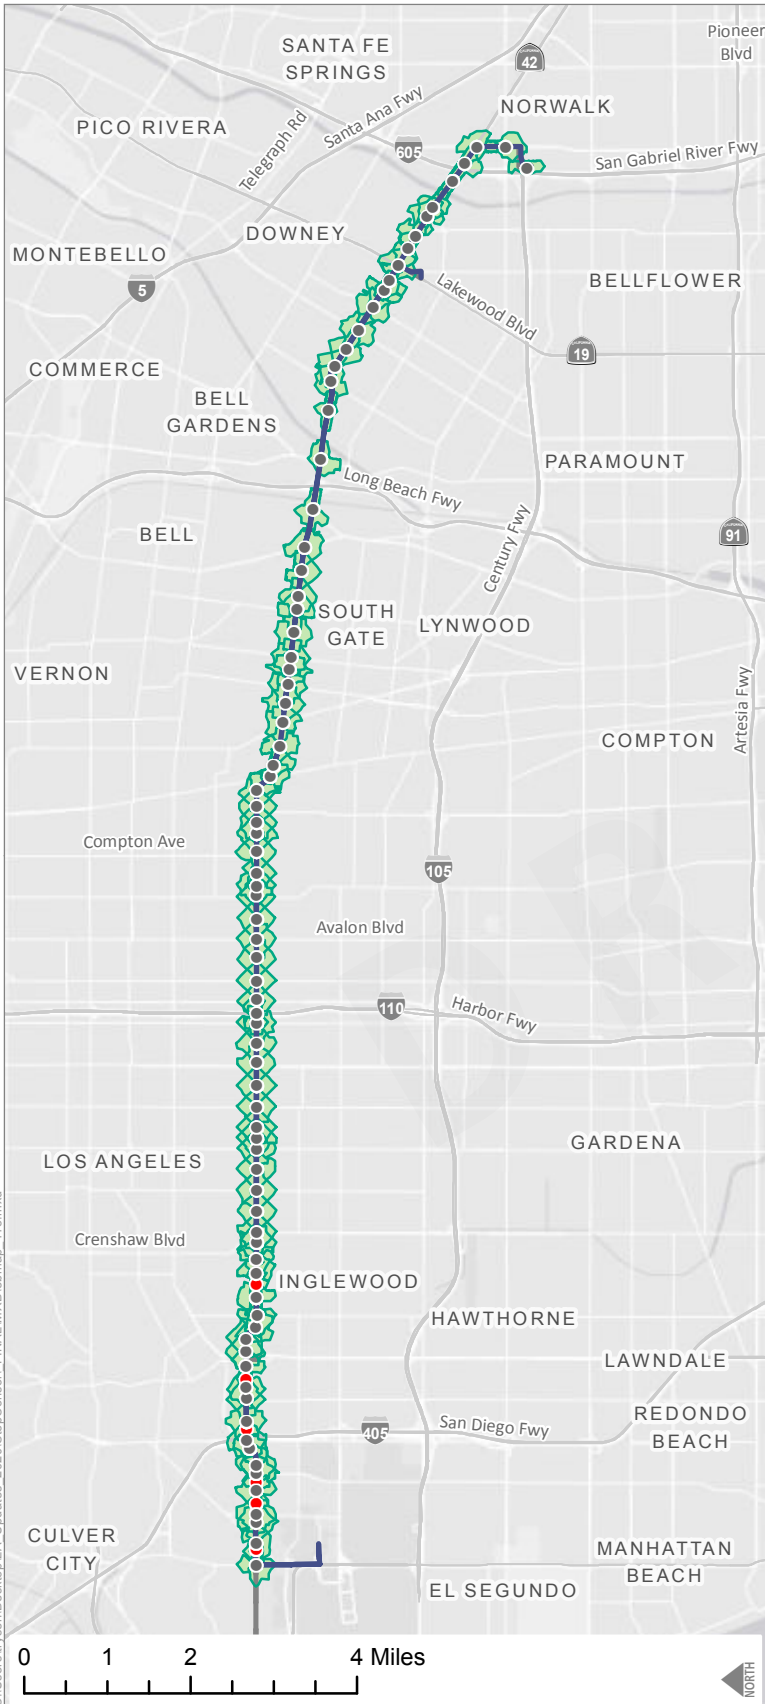 SANTA FE
SPRINGS
Pioneer
Blvd
42
NORWALK
Santa Ana Fwy
PICO RIVERA
Telegraph Rd
605
San Gabriel River Fwy
DOWNEY
MONTEBELLO
5
BELLFLOWER
Lakewood Blvd
19
COMMERCE
BELL
GARDENS
PARAMOUNT
Long Beach Fwy
BELL
Century Fwy
91
SOUTH
GATE
LYNWOOD
VERNON
Artesia Fwy
COMPTON
Compton Ave
105
Avalon Blvd
110
Harbor Fwy
GARDENA
LOS ANGELES
Crenshaw Blvd
INGLEWOOD
HAWTHORNE
LAWNDALE
REDONDO
BEACH
San Diego Fwy
405
CULVER
CITY
MANHATTAN
BEACH
EL SEGUNDO
0 1 2 4 Miles
NORTH